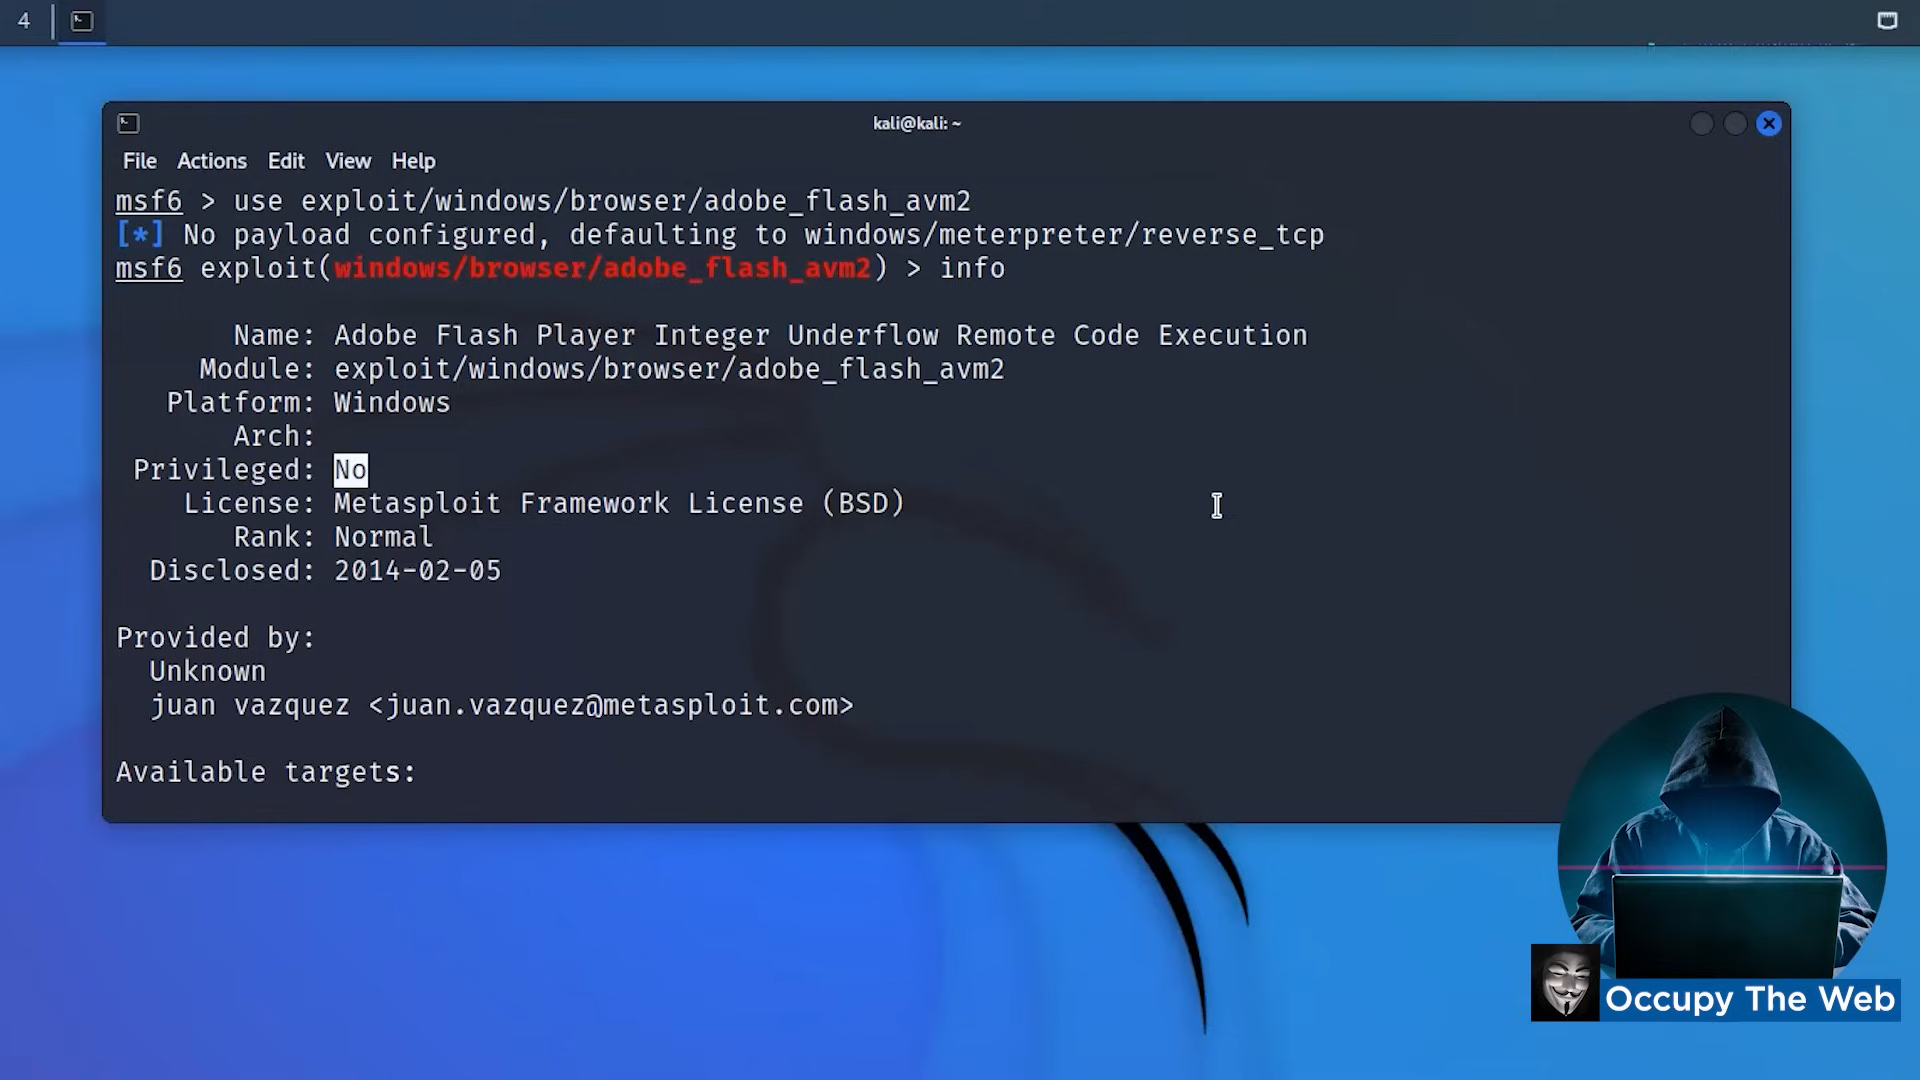 4
kali@kali: ~
File Actions Edit View Help
msf6 > use exploit/windows/browser/adobe_flash_avm2
[*] No payload configured, defaulting to windows/meterpreter/reverse_tcp
msf6 exploit(windows/browser/adobe_flash_avm2) > info
Name: Adobe Flash Player Integer Underflow Remote Code Execution
Module: exploit/windows/browser/adobe_flash_avm2
Platform: Windows
Arch:
Privileged: No
License: Metasploit Framework License (BSD)
Rank: Normal
Disclosed: 2014-02-05
Provided by:
Unknown
juan vazquez <juan.vazquez@metasploit.com>
Available targets:
Occupy The Web